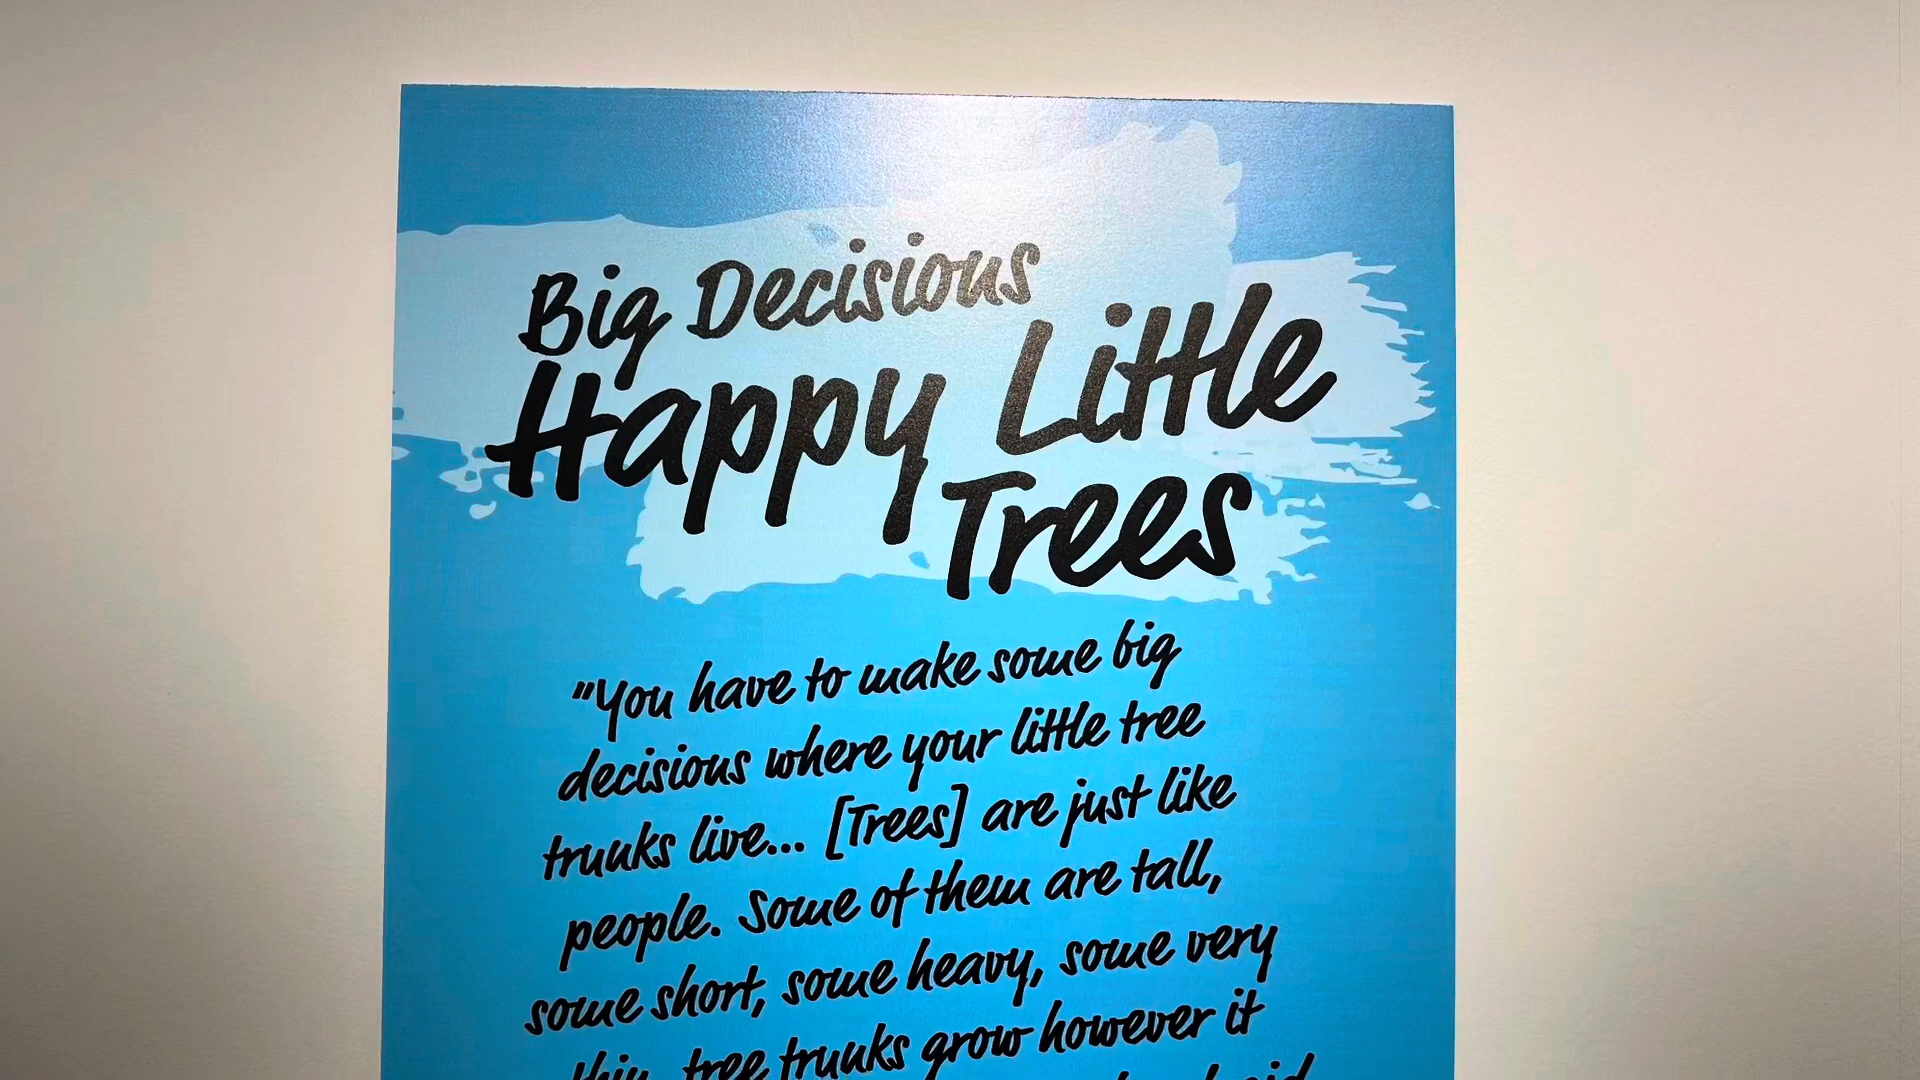 Big Decisions
Happy Little
Trees
"You have to make some big
decisions where your little tree
trunks live... [Trees] are just like
people. Some of them are tall,
some short, some heavy, some very
thin, tree trunks grow however it